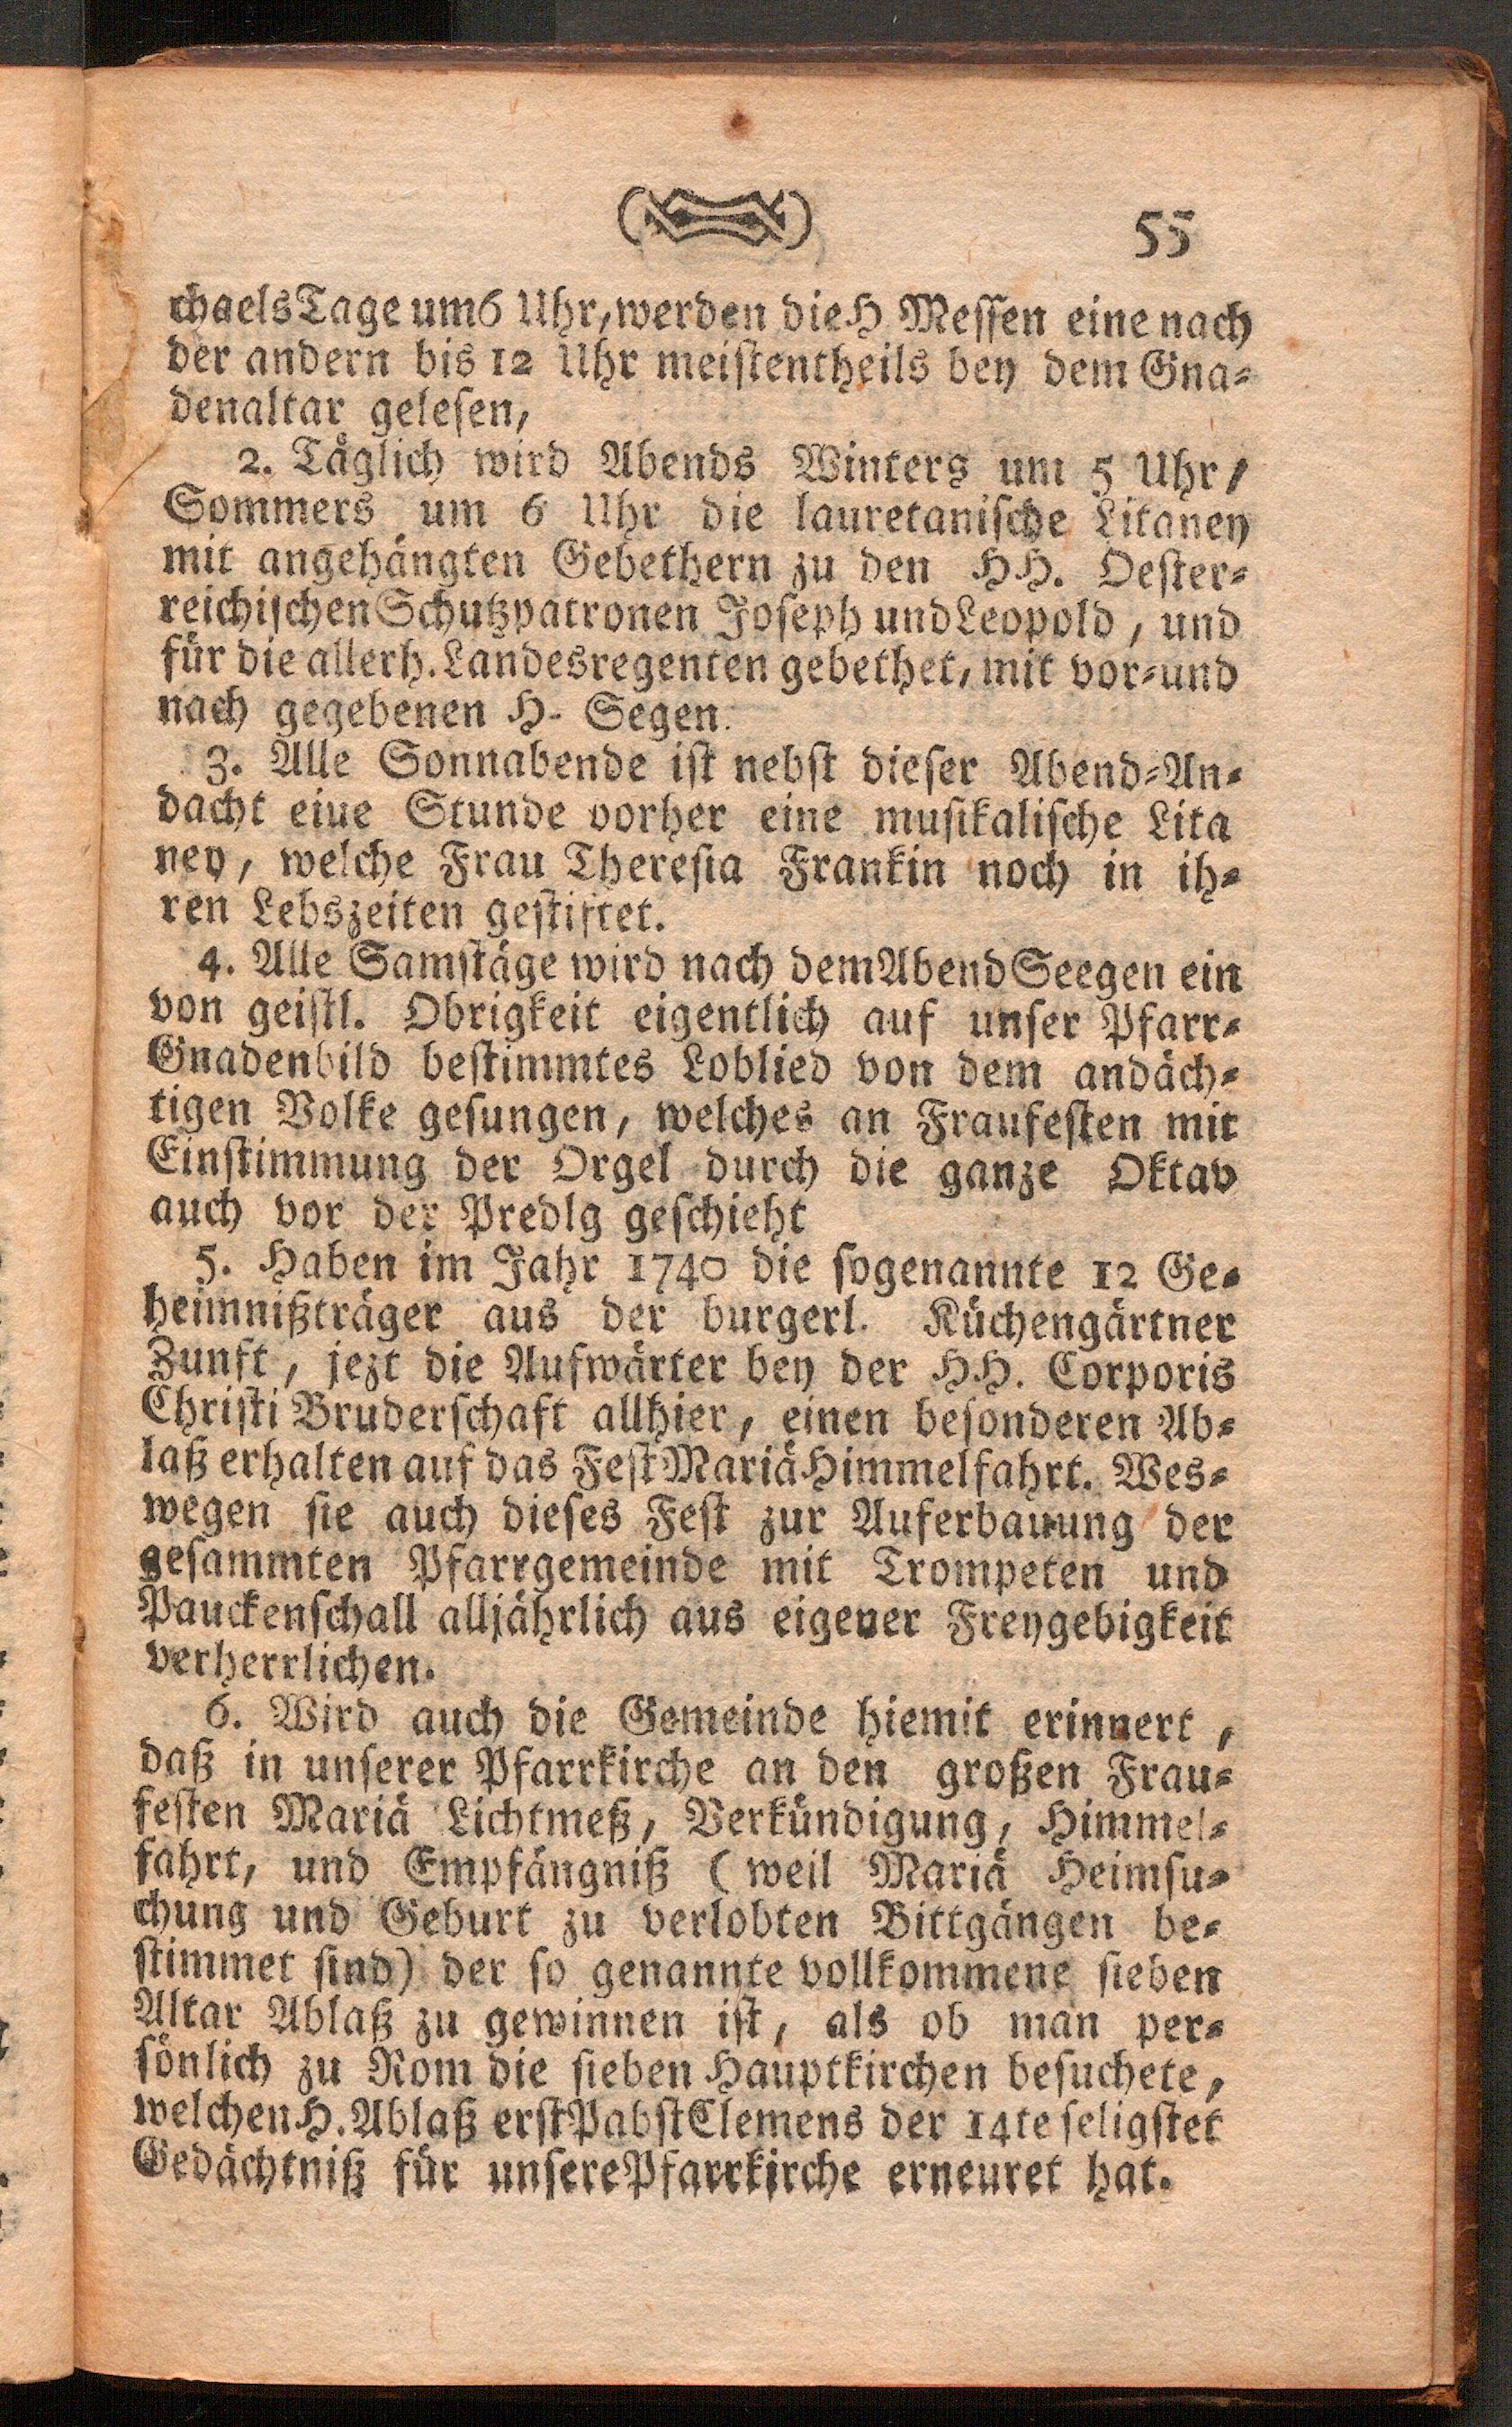 55
chaels Tage um 6 Uhr, werden die H Messen eine nach
der andern bis 12 Uhr meistentheils bey dem Gna-
denaltar gelesen,
2. Täglich wird Abends Winters um 5 Uhr,
Sommers um 6 Uhr die lauretanische Litaney
mit angehängten Gebethern zu den HH. Oester-
reichischen Schutzpatronen Joseph und Leopold, und
für die allerh. Landesregenten gebethet, mit vor-und
nach gegebenen H- Segen.
3. Alle Sonnabende ist nebst dieser Abend-An-
dacht eiue Stunde vorher eine musikalische Lita
ney, welche Frau Theresia Frankin noch in ih-
ren Lebszeiten gestiftet.
4. Alle Samstäge wird nach dem Abend Seegen ein
von geistl. Obrigkeit eigentlich auf unser Pfarr-
Gnadenbild bestimmtes Loblied von dem andäch-
tigen Volke gesungen, welches an Fraufesten mit
Einstimmung der Orgel durch die ganze Oktav
auch vor der Predlg geschieht
5. Haben im Jahr 1740 die sogenannte 12 Ge-
heimnißträger aus der burgerl. Küchengärtner
Zunft, jezt die Aufwärter bey der HH. Corporis
Christi Bruderschaft allhier, einen besonderen Ab-
laß erhalten auf das Fest Mariä Himmelfahrt. Wes-
wegen sie auch dieses Fest zur Auferbauung der
gesammten Pfarrgemeinde mit Trompeten und
Pauckenschall alljährlich aus eigener Freygebigkeit
verherrlichen.
6. Wird auch die Gemeinde hiemit erinnert,
daß in unserer Pfarrkirche an den großen Frau-
festen Mariä Lichtmeß, Verkündigung, Himmel-
fahrt, und Empfängniß (weil Mariä Heimsu-
chung und Geburt zu verlobten Bittgängen be-
stimmet sind) der so genannte vollkommene sieben
Altar Ablaß zu gewinnen ist, als ob man per-
sönlich zu Rom die sieben Hauptkirchen besuchete,
welchen H. Ablaß erst Pabst Clemens der 14te seligstet
Gedächtniß für unsere Pfarrkirche erneuret hat.